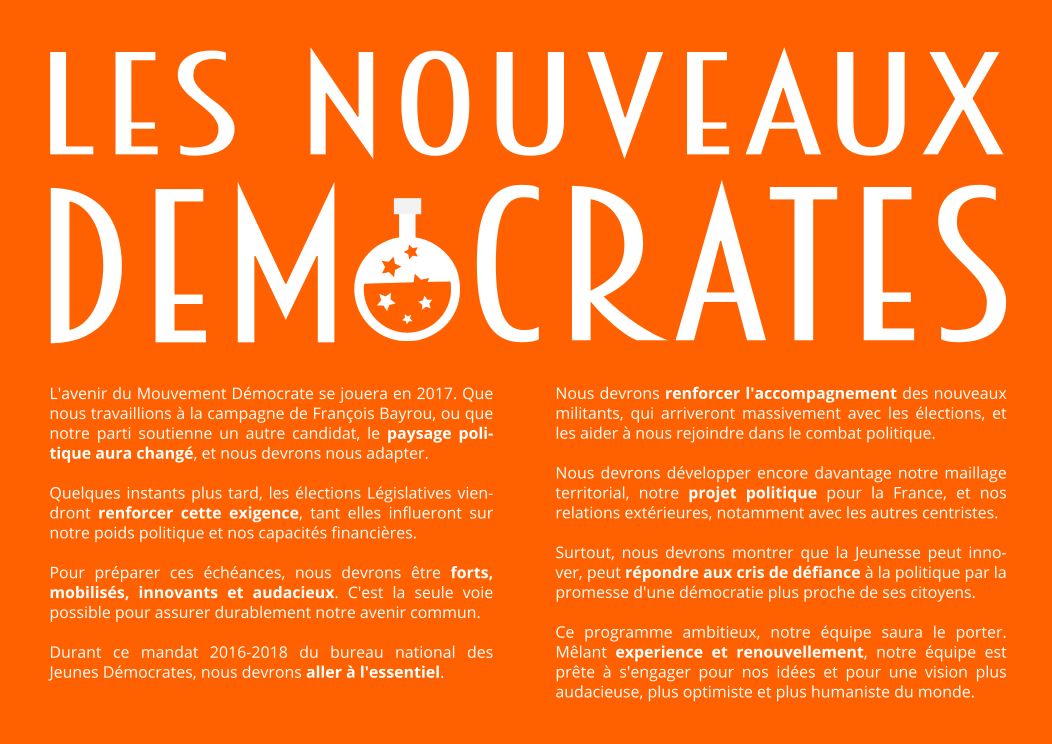 LES NOUVEAUX
DEMOCRATES
L'avenir du Mouvement Démocrate se jouera en 2017. Que
nous travaillions à la campagne de François Bayrou, ou que
notre parti soutienne un autre candidat, le paysage poli-
tique aura changé, et nous devrons nous adapter.
Quelques instants plus tard, les élections Législatives vien-
dront renforcer cette exigence, tant elles influeront sur
notre poids politique et nos capacités financières.
Pour préparer ces échéances, nous devrons être forts,
mobilisés, innovants et audacieux. C'est la seule voie
possible pour assurer durablement notre avenir commun.
Durant ce mandat 2016-2018 du bureau national des
Jeunes Démocrates, nous devrons aller à l'essentiel.
Nous devrons renforcer l'accompagnement des nouveaux
militants, qui arriveront massivement avec les élections, et
les aider à nous rejoindre dans le combat politique.
Nous devrons développer encore davantage notre maillage
territorial, notre projet politique pour la France, et nos
relations extérieures, notamment avec les autres centristes.
Surtout, nous devrons montrer que la Jeunesse peut inno-
ver, peut répondre aux cris de défiance à la politique par la
promesse d'une démocratie plus proche de ses citoyens.
Ce programme ambitieux, notre équipe saura le porter.
Mêlant experience et renouvellement, notre équipe est
prête à s'engager pour nos idées et pour une vision plus
audacieuse, plus optimiste et plus humaniste du monde.